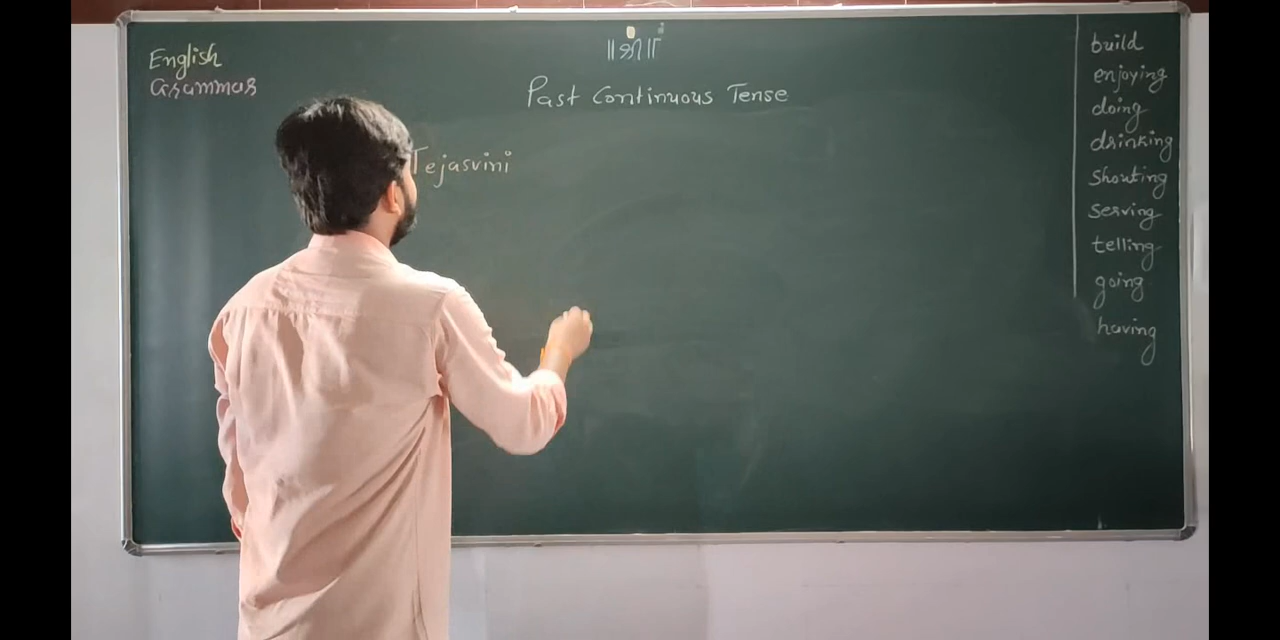 ॥श्री॥
English
Grammar
Past Continuous Tense
Tejasvini
build
enjoying
doing
drinking
shouting
serving
telling
going
having